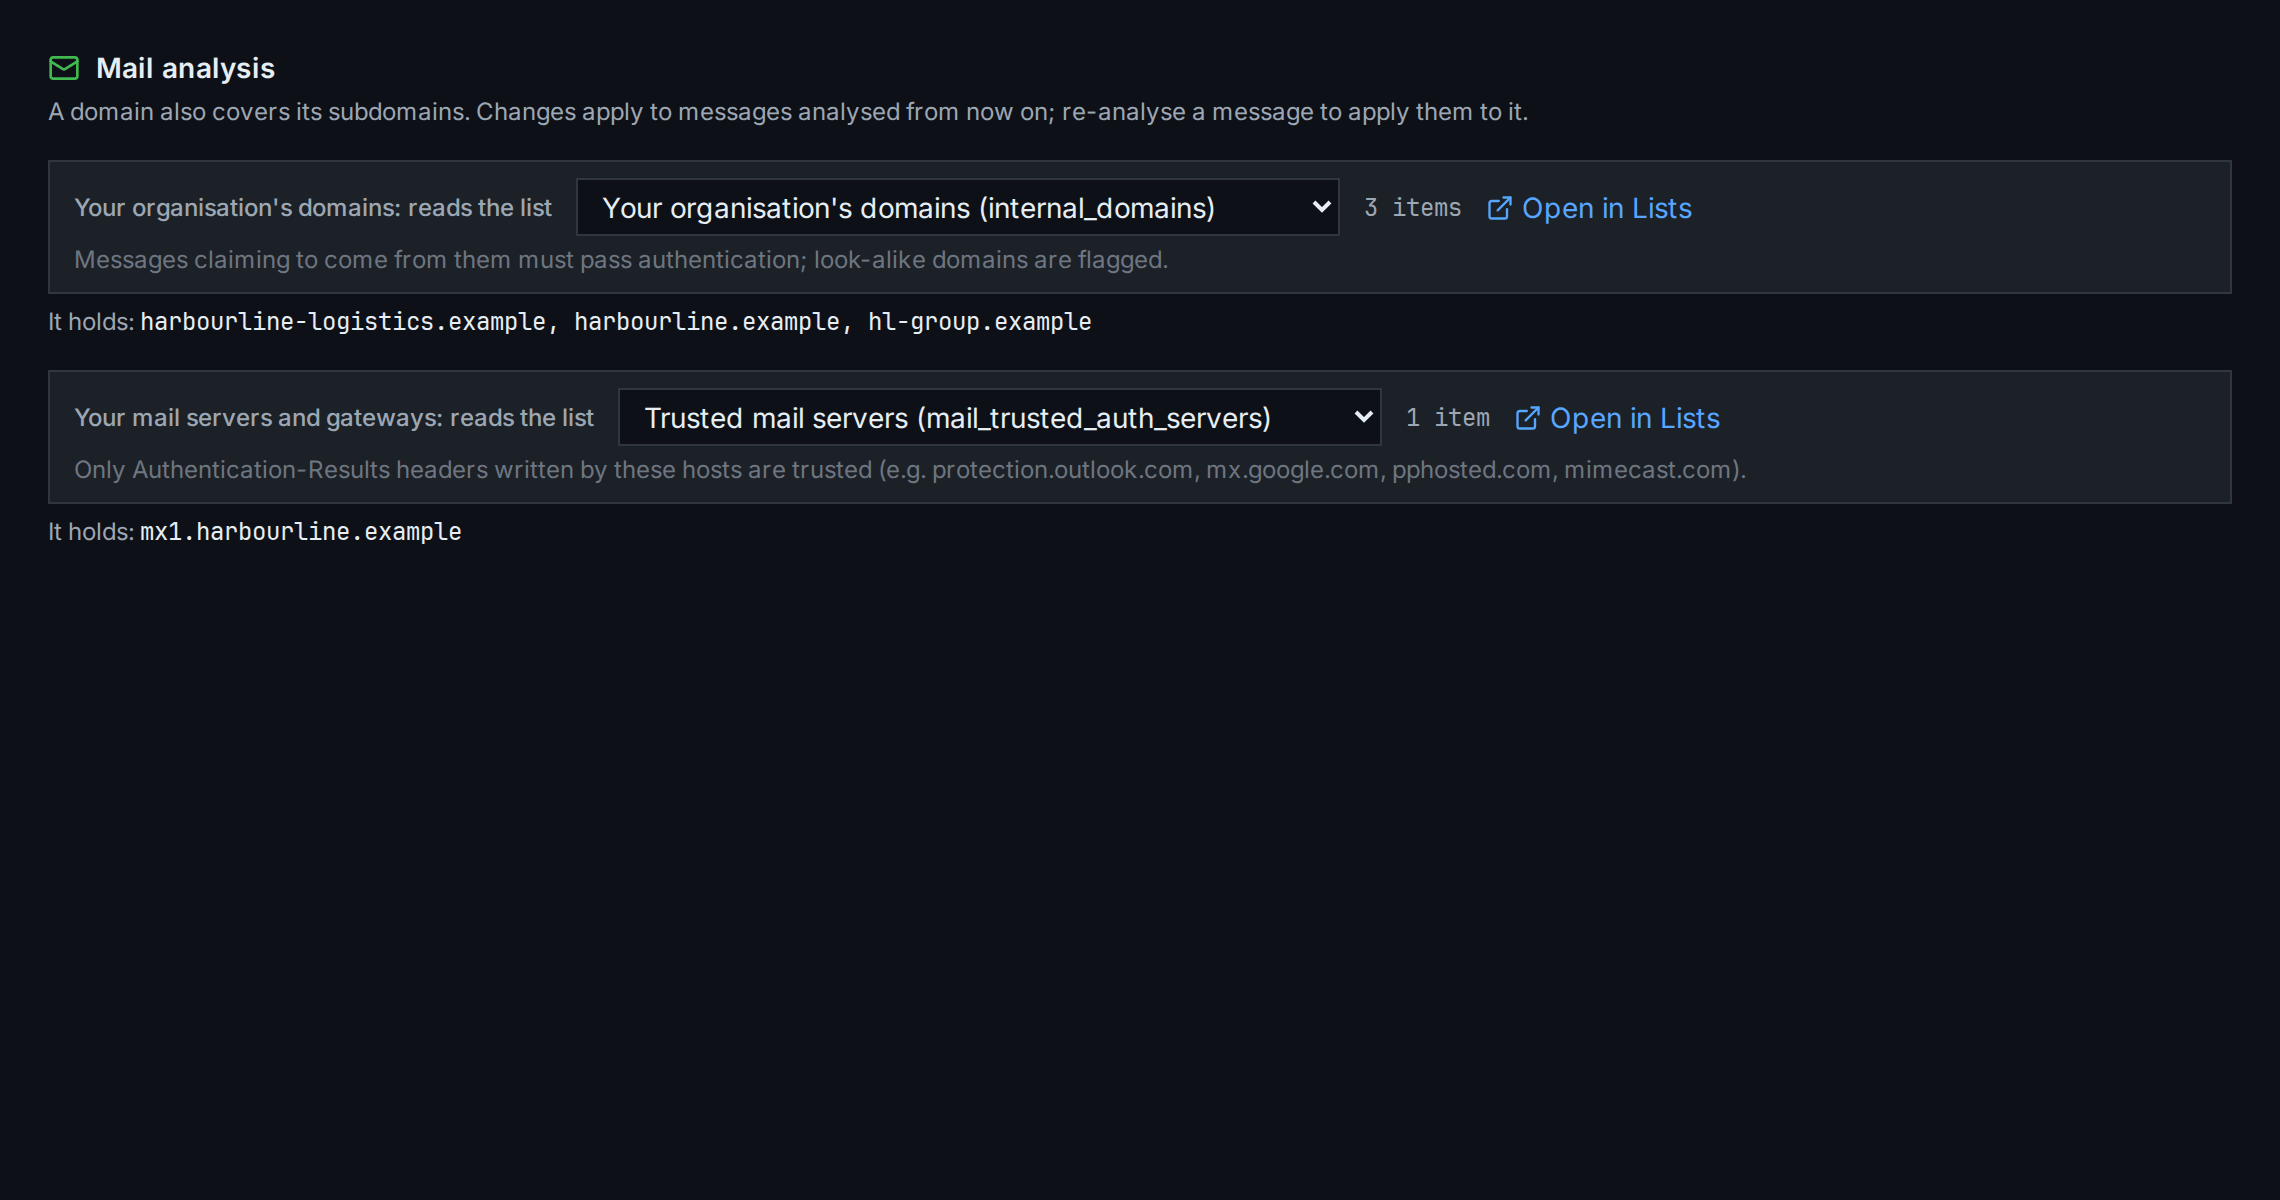 Mail analysis
A domain also covers its subdomains. Changes apply to messages analysed from now on; re-analyse a message to apply them to it.
Your organisation's domains: reads the list Your organisation's domains (internal_domains) 3 items Open in Lists
Messages claiming to come from them must pass authentication; look-alike domains are flagged.
It holds: harbourline-logistics.example, harbourline.example, hl-group.example
Your mail servers and gateways: reads the list Trusted mail servers (mail_trusted_auth_servers) 1 item Open in Lists
Only Authentication-Results headers written by these hosts are trusted (e.g. protection.outlook.com, mx.google.com, pphosted.com, mimecast.com).
It holds: mx1.harbourline.example